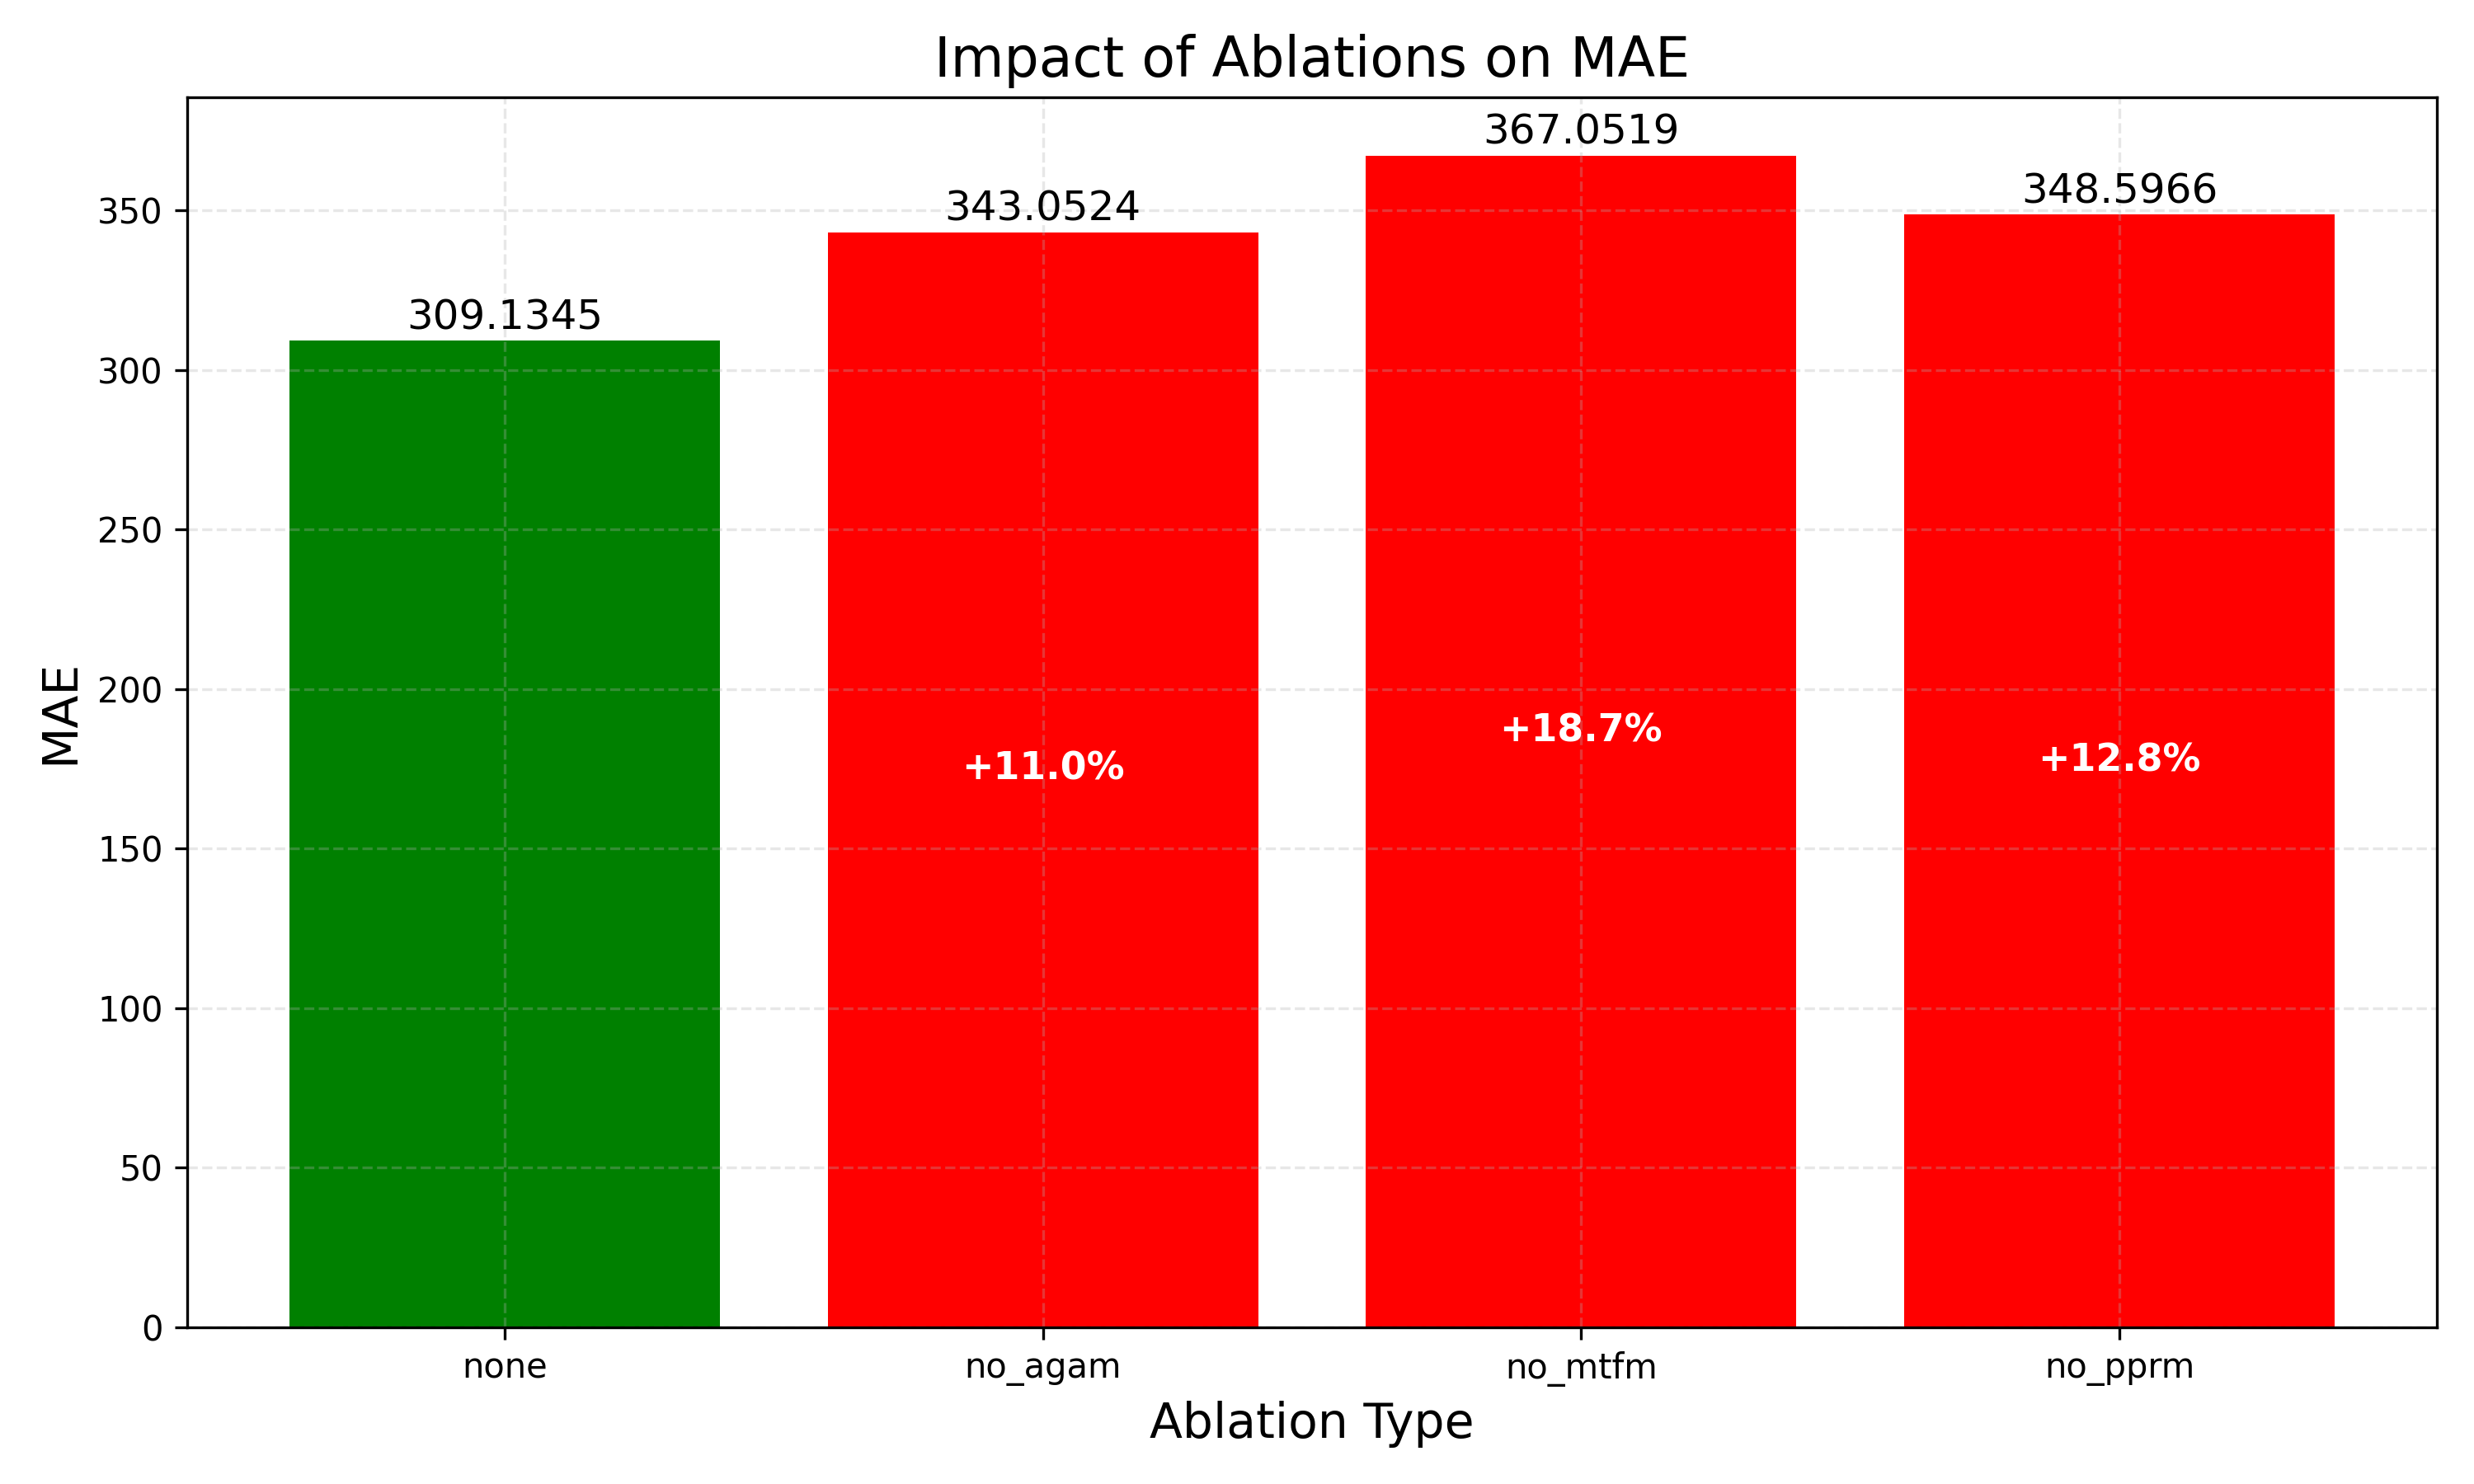 Impact of Ablations on MAE
367.0519
348.5966
343.0524
309.1345
350
300
250
200
150
100
50
0
MAE
+11.0%
+18.7%
+12.8%
none
no_agam
no_mtfm
no_pprm
Ablation Type